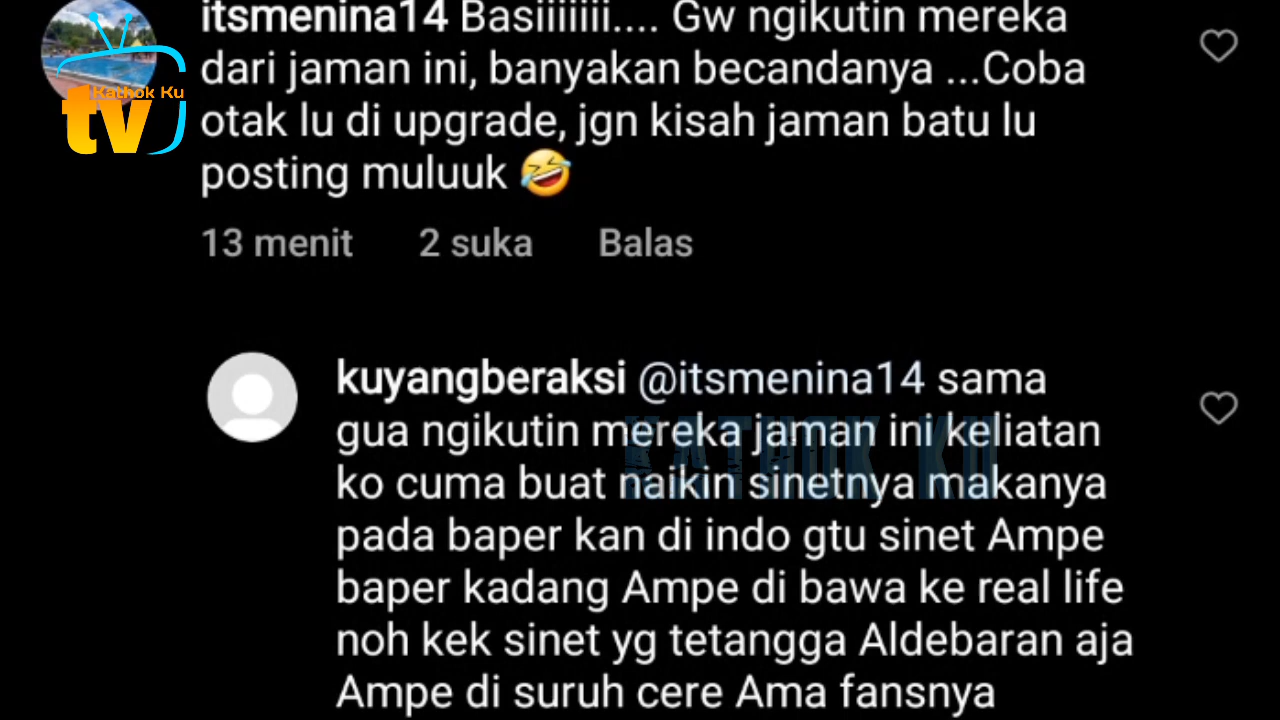 itsmenina14 Basiiiiiii.... Gw ngikutin mereka
dari jaman ini, banyakan becandanya ...Coba
otak lu di upgrade, jgn kisah jaman batu lu
posting muluuk 🤣
Kathok Ku
tv
13 menit 2 suka Balas
kuyangberaksi @itsmenina14 sama
gua ngikutin mereka jaman ini keliatan
ko cuma buat naikin sinetnya makanya
pada baper kan di indo gtu sinet Ampe
baper kadang Ampe di bawa ke real life
noh kek sinet yg tetangga Aldebaran aja
Ampe di suruh cere Ama fansnya
KATHOK KU